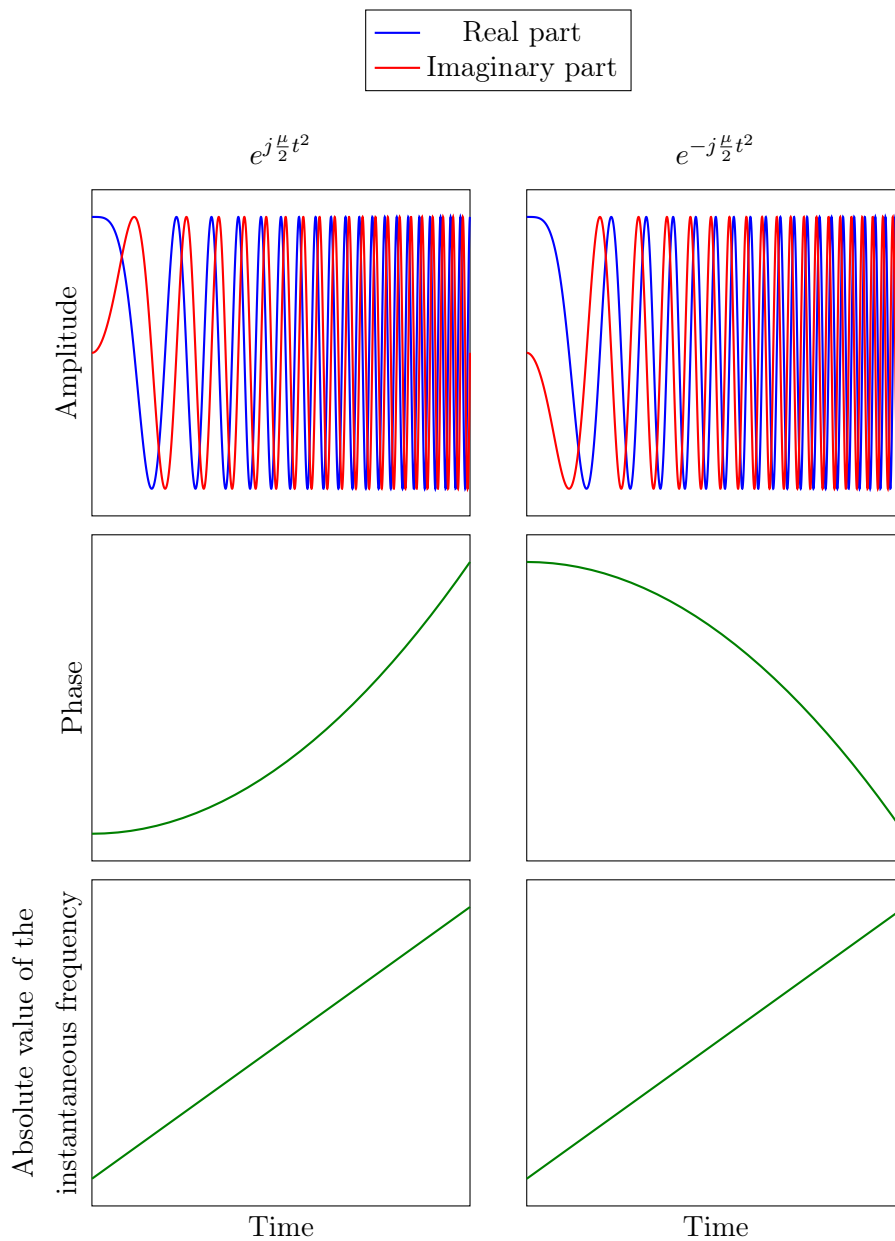 Real part
Imaginary part
$e^{j\frac{\mu}{2}t^2}$
$e^{-j\frac{\mu}{2}t^2}$
Amplitude
Phase
Absolute value of the
instantaneous frequency
Time
Time